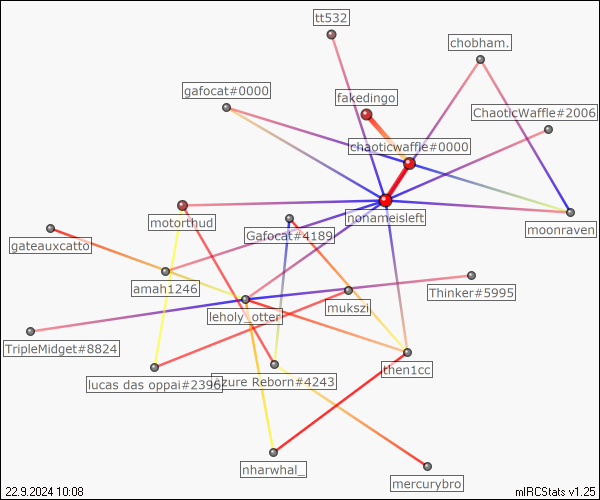 tt532
chobham.
gafocat#0000
fakedingo
ChaoticWaffle#2006
chaoticwaffle#0000
motorthud
nonameisleft
moonraven
Gafocat#4189
gateauxcatto
amah1246
Thinker#5995
mukszi
leholy_otter
TripleMidget#8824
then1cc
lucas das oppai#2396
zure Reborn#4243
nharwhal_
mercurybro
22.9.2024 10:08
mIRCStats v1.25